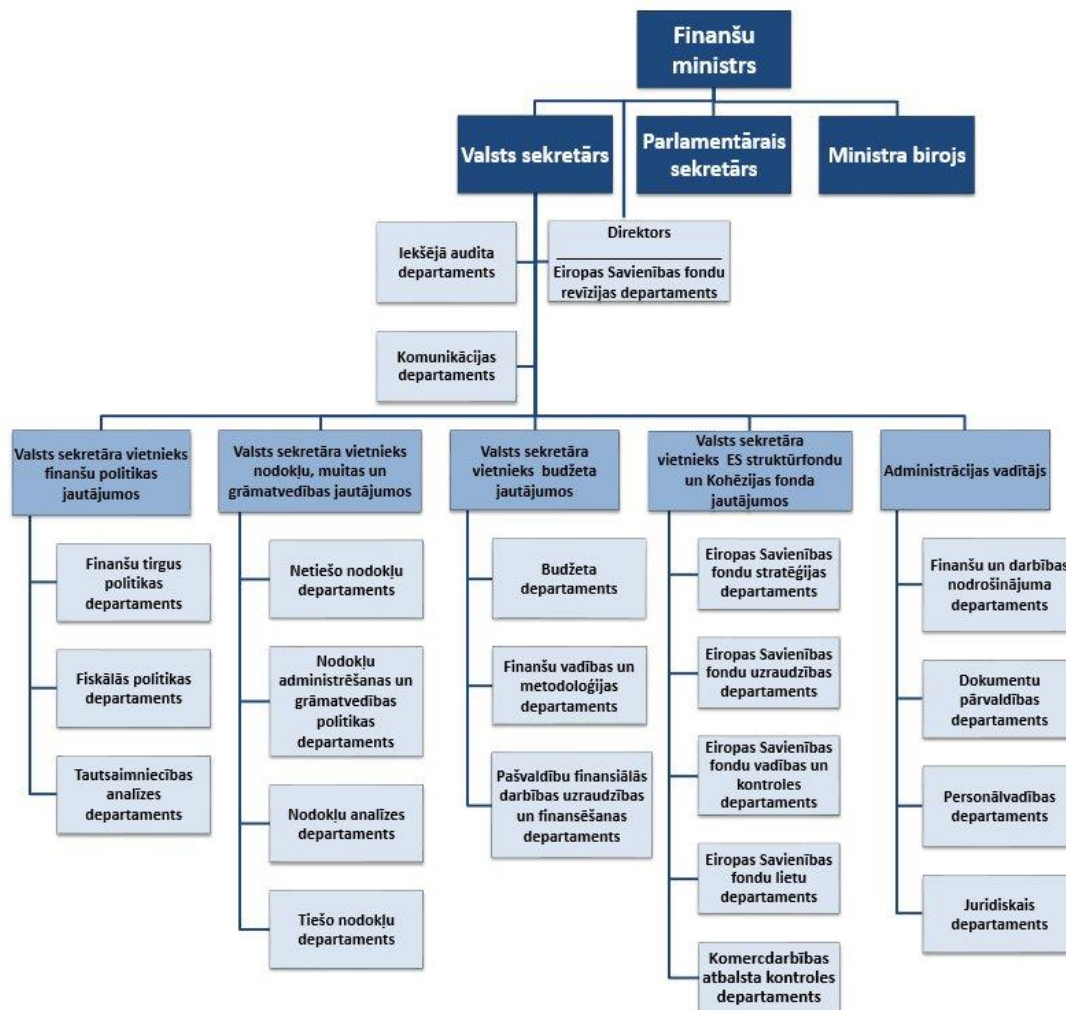 Finanšu
ministrs
Valsts sekretārs
Parlamentārais
sekretārs
Ministra birojs
Iekšējā audita
departaments
Direktors
Eiropas Savienības fondu
revīzijas departaments
Komunikācijas
departaments
Valsts sekretāra vietnieks
finanšu politikas
jautājumos
Valsts sekretāra vietnieks
nodokļu, muitas un
grāmatvedības jautājumos
Valsts sekretāra
vietnieks budžeta
jautājumos
Valsts sekretāra
vietnieks ES struktūrfondu
un Kohēzijas fonda
jautājumos
Administrācijas vadītājs
Finanšu tirgus
politikas
departaments
Fiskālās politikas
departaments
Tautsaimniecības
analīzes
departaments
Netiešo nodokļu
departaments
Nodokļu
administrēšanas un
grāmatvedības
politikas
departaments
Nodokļu analīzes
departaments
Tiešo nodokļu
departaments
Budžeta
departaments
Finanšu vadības un
metodoloģijas
departaments
Pašvaldību finansiālās
darbības uzraudzības
un finansēšanas
departaments
Eiropas Savienības
fondu stratēģijas
departaments
Eiropas Savienības
fondu uzraudzības
departaments
Eiropas Savienības
fondu vadības un
kontroles
departaments
Eiropas Savienības
fondu lietu
departaments
Komercdarbības
atbalsta kontroles
departaments
Finanšu un darbības
nodrošinājuma
departaments
Dokumentu
pārvaldības
departaments
Personālvadības
departaments
Juridiskais
departaments